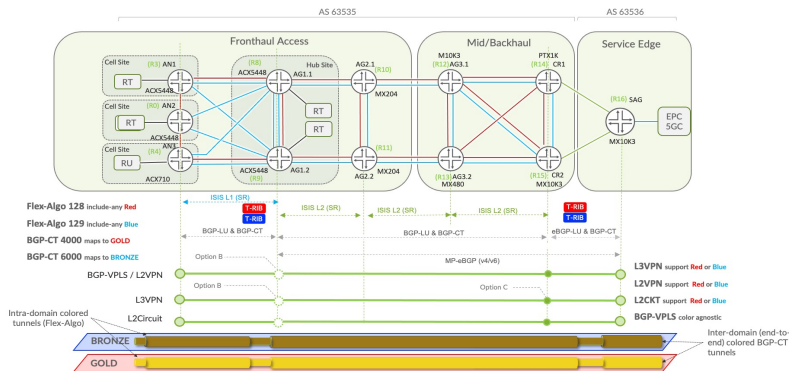 AS 63535
AS 63536
Fronthaul Access
Mid/Backhaul
Service Edge
Cell Site
(R3)
AN1
RT
ACX5448
(R8)
Hub Site
ACX5448
AG1.1
AG2.1
(R10)
MX204
M10K3
(R12)
AG3.1
PTX1K
(R14)
CR1
Cell Site
(R0)
AN2
RT
ACX5448
RT
RT
(R16)
SAG
MX10K3
EPC
5GC
Cell Site
(R4)
AN3
RU
ACX710
ACX5448
(R9)
AG1.2
(R11)
AG2.2
MX204
(R13)
AG3.2
MX480
CR2
(R15)
MX10K3
ISIS L1 (SR)
ISIS L2 (SR)
ISIS L2 (SR)
ISIS L2 (SR)
T-RIB
T-RIB
T-RIB
T-RIB
Flex-Algo 128 include-any Red
Flex-Algo 129 include-any Blue
BGP-CT 4000 maps to GOLD
BGP-CT 6000 maps to BRONZE
BGP-LU & BGP-CT
BGP-LU & BGP-CT
eBGP-LU & BGP-CT
Option B
MP-eBGP (v4/v6)
BGP-VPLS / L2VPN
Option B
Option C
L3VPN
L2Circuit
L3VPN support Red or Blue
L2VPN support Red or Blue
L2CKT support Red or Blue
BGP-VPLS color agnostic
Intra-domain colored
tunnels (Flex-Algo)
BRONZE
GOLD
Inter-domain (end-to-
end) colored BGP-CT
tunnels